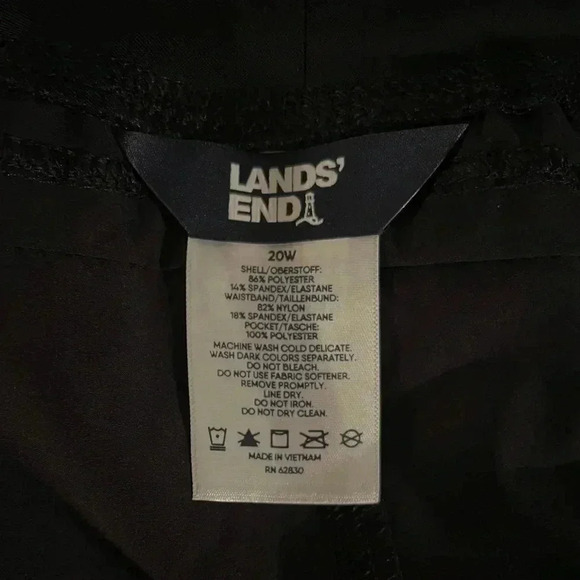 LANDS'
END
20W
SHELL/OBERSTOFF:
86% POLYESTER
14% SPANDEX/ELASTANE
WAISTBAND/TAILLENBUND:
82% NYLON
18% SPANDEX/ELASTANE
POCKET/TASCHE:
100% POLYESTER
MACHINE WASH COLD DELICATE.
WASH DARK COLORS SEPARATELY.
DO NOT BLEACH.
DO NOT USE FABRIC SOFTENER.
REMOVE PROMPTLY.
LINE DRY.
DO NOT IRON.
DO NOT DRY CLEAN.
MADE IN VIETNAM
RN 62830